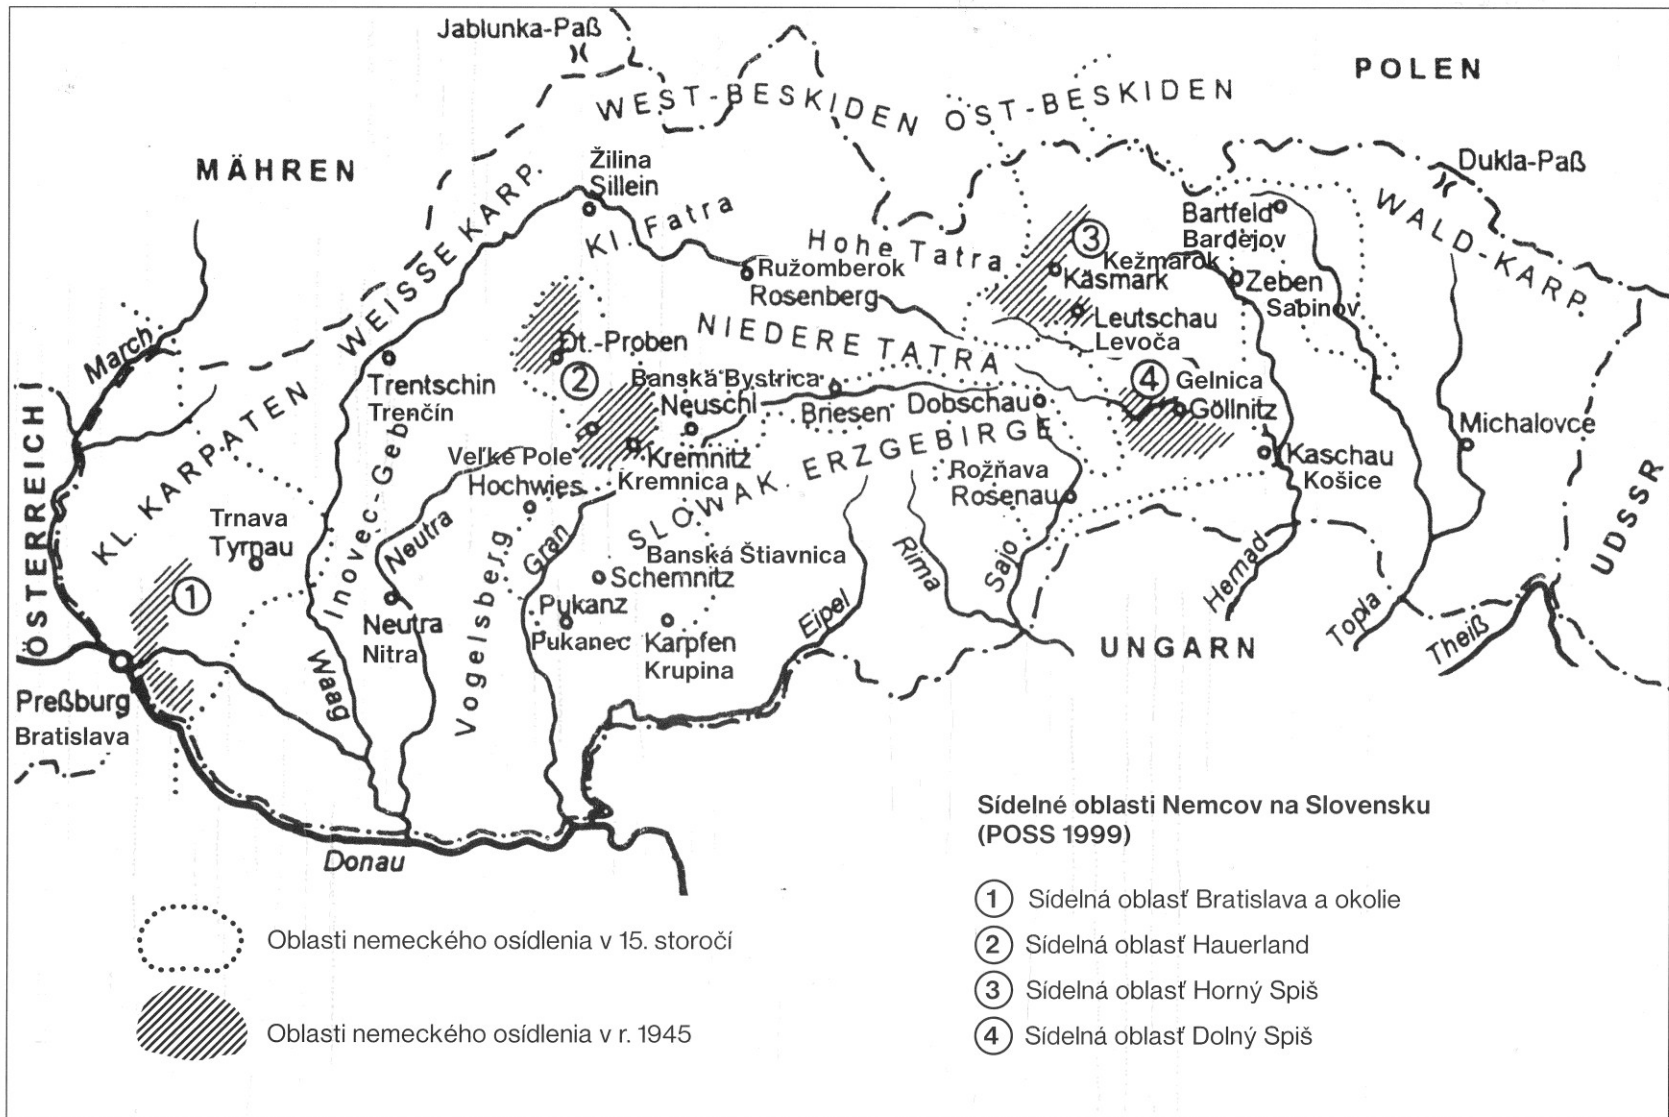 Jablunka-Paß
POLEN
WEST-BESKIDEN
ÖST-BESKIDEN
MÄHREN
Žilina
Sillein
Dukla-Paß
WEISSE KARP.
Kl. Fatra
Hohe Tatra
Bartfeld
Bardejov
WALD-KARP.
3
Kežmarok
Käsmark
Ružomberok
Rosenberg
Zeben
Sabinov
March
NIEDERE TATRA
Leutschau
Levoča
Dt.-Proben
Trentschin
Trenčín
2
Banská Bystrica
Neuschl
Briesen
Dobschau
4
Gelnica
Göllnitz
Michalovce
ÖSTERREICH
KL. KARPATEN
Inovec-Geb.
Veľké Pole
Hochwies
Kremnitz
Kremnica
SLOWAK. ERZGEBIRGE
Rožňava
Rosenau
Kaschau
Košice
UDSSR
Trnava
Tyrnau
Neutra
Vogelsberg
Gran
Banská Štiavnica
Schemnitz
Rima
Sajo
Hernad
1
Neutra
Nitra
Pukanz
Pukanec
Karpfen
Krupina
Eipel
UNGARN
Topla
Theiß
Waag
Preßburg
Bratislava
Donau
Sídelné oblasti Nemcov na Slovensku
(POSS 1999)
1 Sídelná oblasť Bratislava a okolie
2 Sídelná oblasť Hauerland
3 Sídelná oblasť Horný Spiš
4 Sídelná oblasť Dolný Spiš
Oblasti nemeckého osídlenia v 15. storočí
Oblasti nemeckého osídlenia v r. 1945